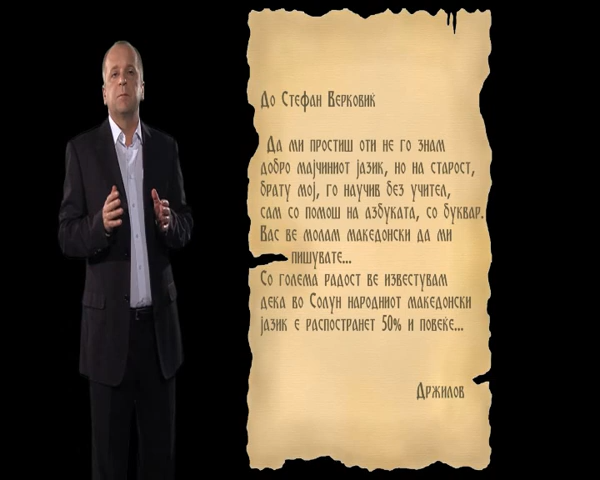 До Стефан Верковиќ
Да ми простиш оти не го знам
добро мајчиниот јазик, но на старост,
брату мој, го научив без учител,
сам со помош на азбуката, со буквар.
Вас ве молам македонски да ми
пишувате...
Со голема радост ве известувам
дека во Солун народниот македонски
јазик е распостранет 50% и повеќе...
Држилов